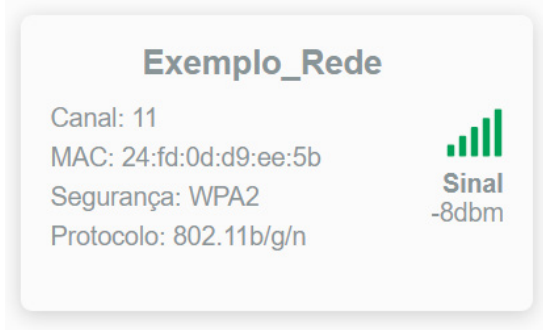 Exemplo_Rede
Canal: 11
MAC: 24:fd:0d:d9:ee:5b
Segurança: WPA2
Protocolo: 802.11b/g/n
Sinal
-8dbm